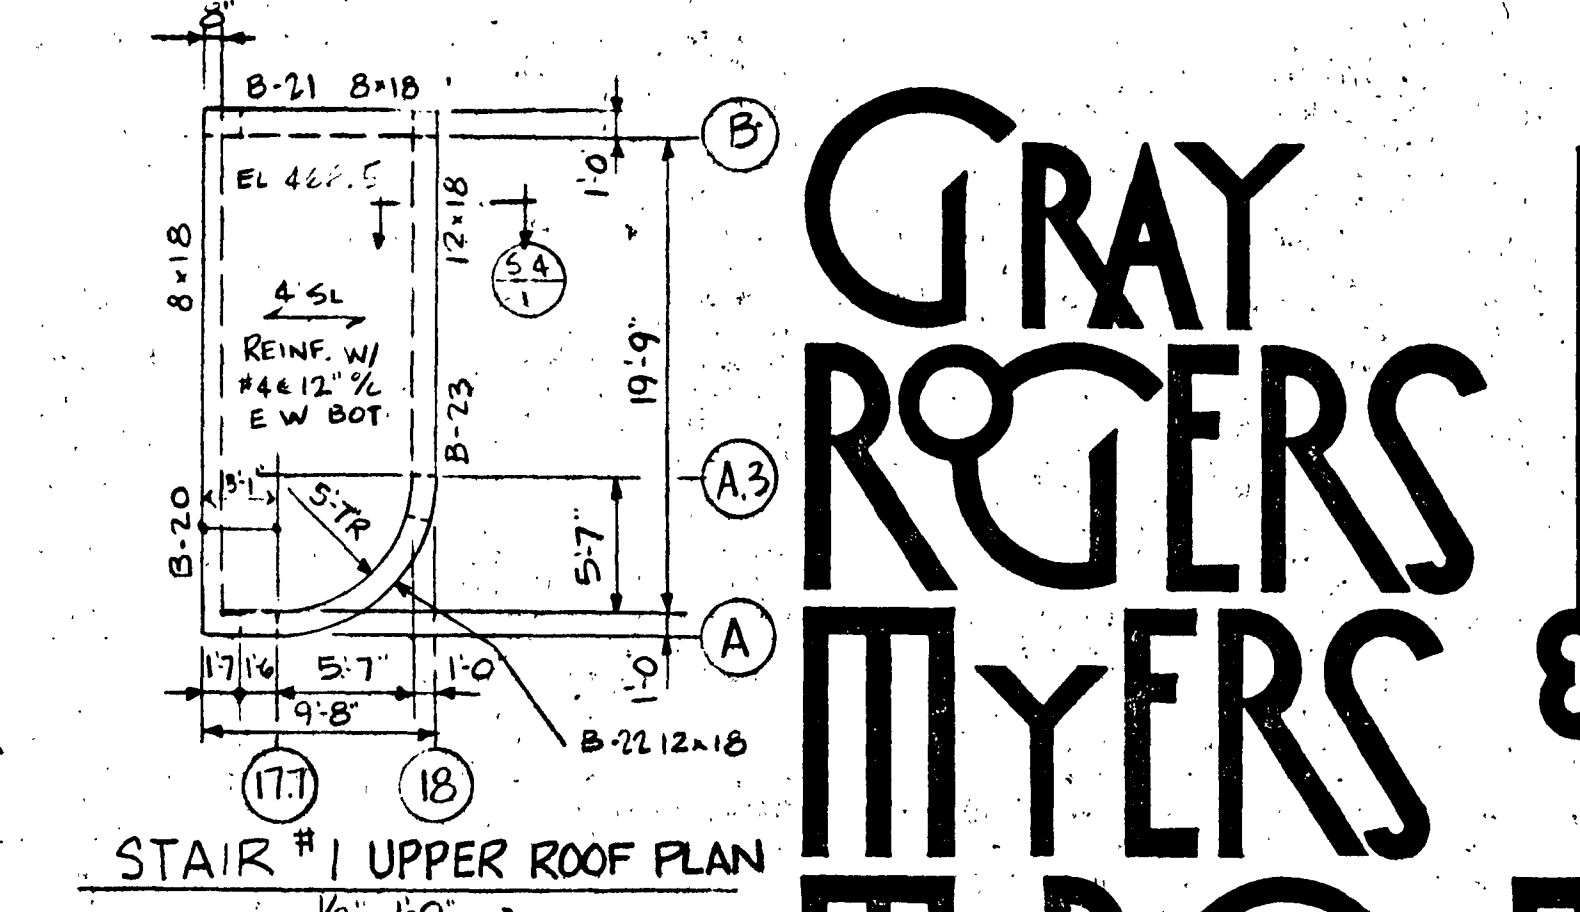 8"
B-21 8x18
B
EL
1'-0
12x18
8x18
S4
1
4" SL
REINF. W/
#4@12" O/C
E W BOT.
19'-9"
B-23
A.3
3'-1"
5'-7R
B-20
5'-7"
A
1'-7 1'-6 5'-7" 1'-0
1'-0
9'-8"
B-22 12x18
17.7
18
STAIR #1 UPPER ROOF PLAN
GRAY
ROGERS
MYERS
&